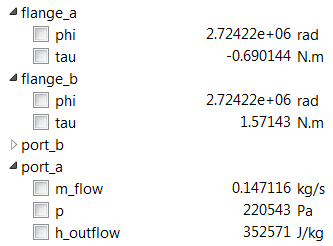 flange_a
phi 2.72422e+06 rad
tau -0.690144 N.m
flange_b
phi 2.72422e+06 rad
tau 1.57143 N.m
port_b
port_a
m_flow 0.147116 kg/s
p 220543 Pa
h_outflow 352571 J/kg